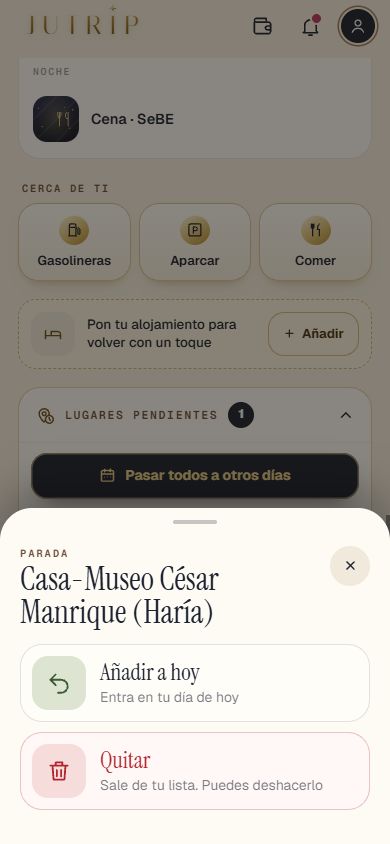 JUTRIP
NOCHE
Cena · SeBE
CERCA DE TI
Gasolineras
Aparcar
Comer
Pon tu alojamiento para
volver con un toque
+ Añadir
LUGARES PENDIENTES 1
Pasar todos a otros días
PARADA
Casa-Museo César
Manrique (Haría)
Añadir a hoy
Entra en tu día de hoy
Quitar
Sale de tu lista. Puedes deshacerlo